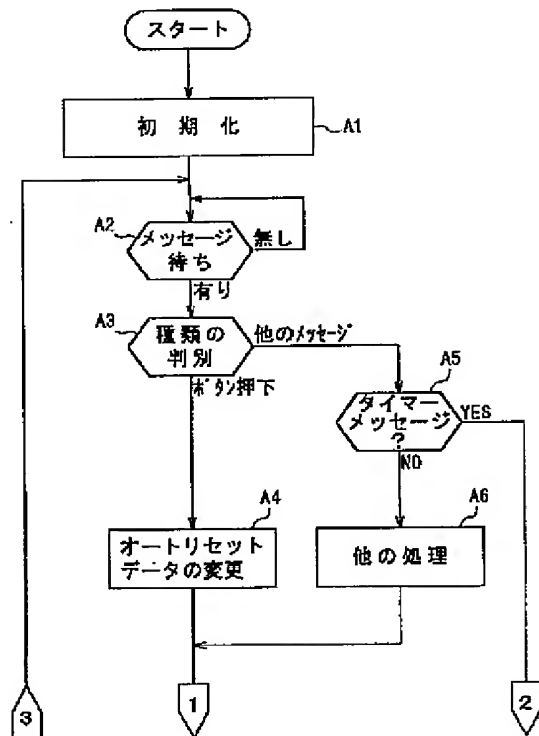 スタート
初期化
A1
A2
メッセージ
待ち
無し
有り
A3
種類の
判別
他のメッセージ
ボタン押下
A5
タイマー
メッセージ
?
YES
NO
A4
オートリセット
データの変更
A6
他の処理
3
1
2